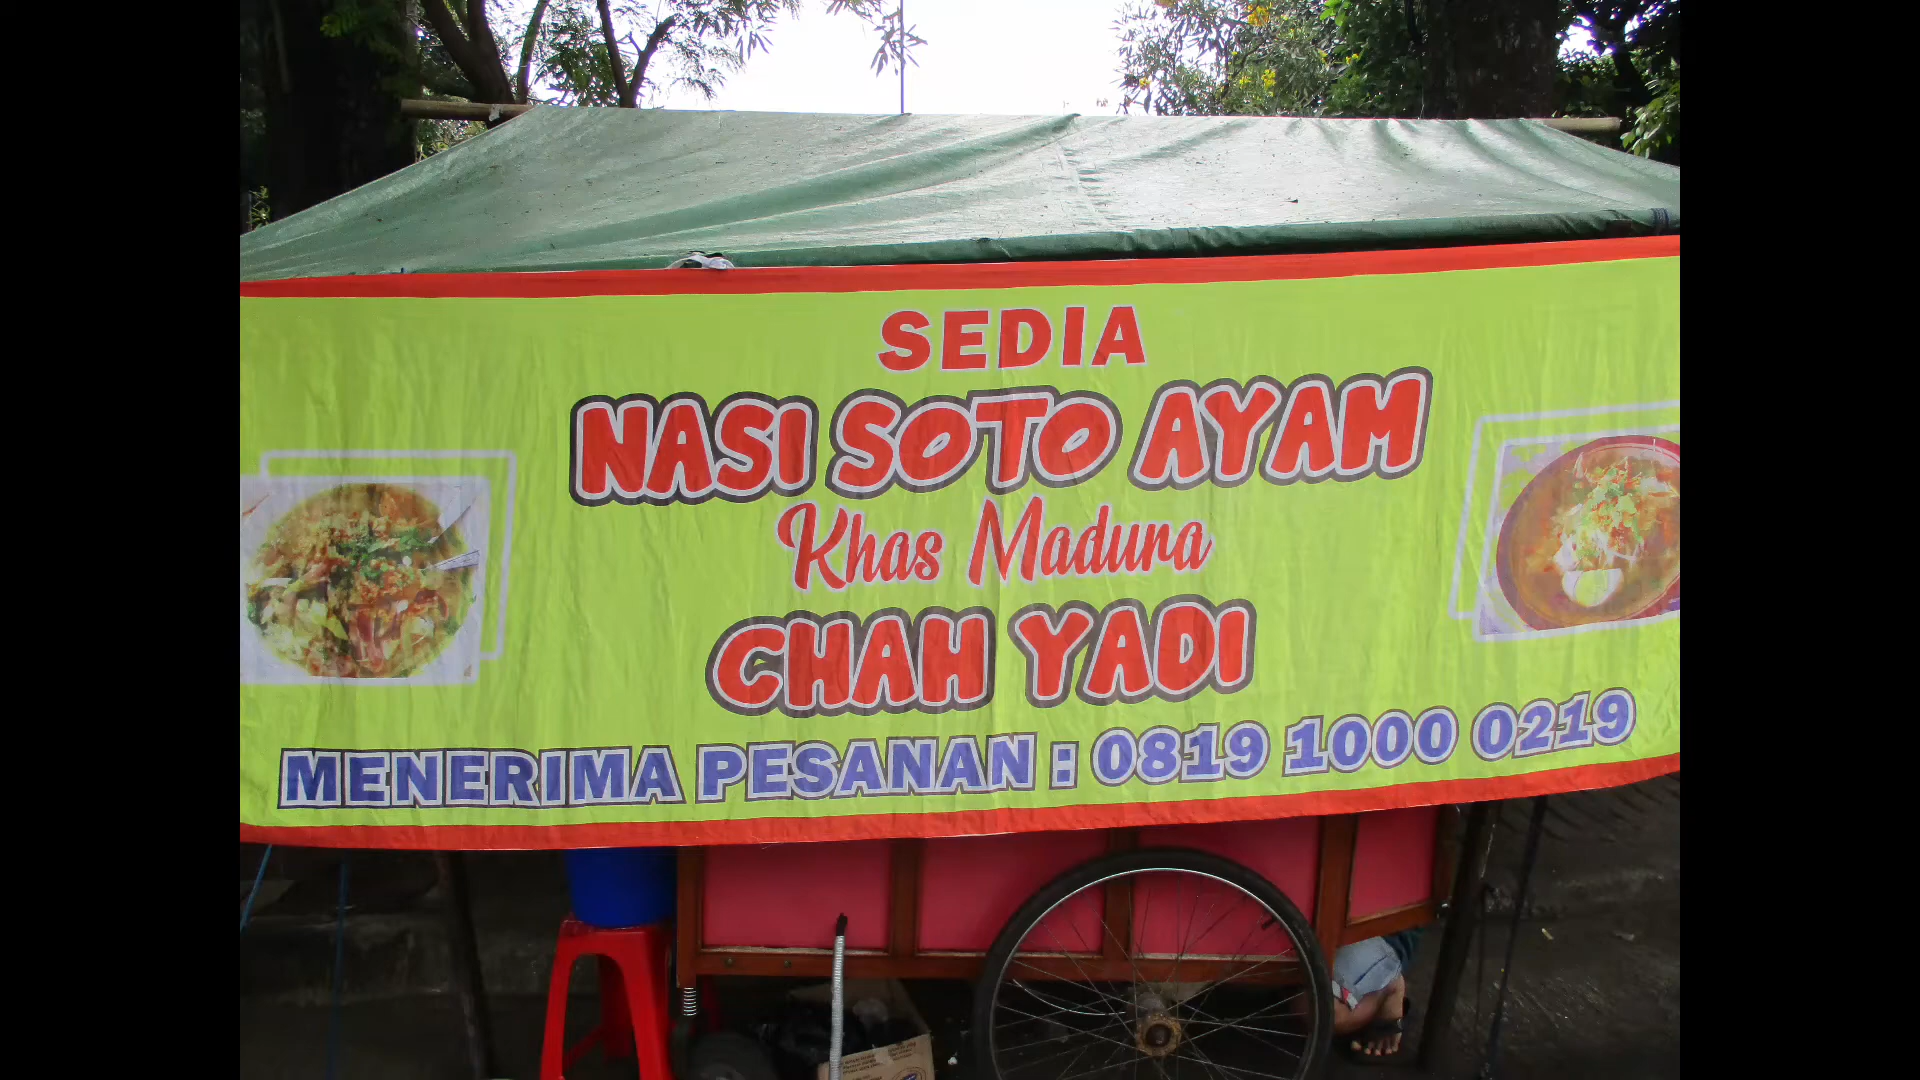 SEDIA
NASI SOTO AYAM
Khas Madura
CHAH YADI
MENERIMA PESANAN : 0819 1000 0219